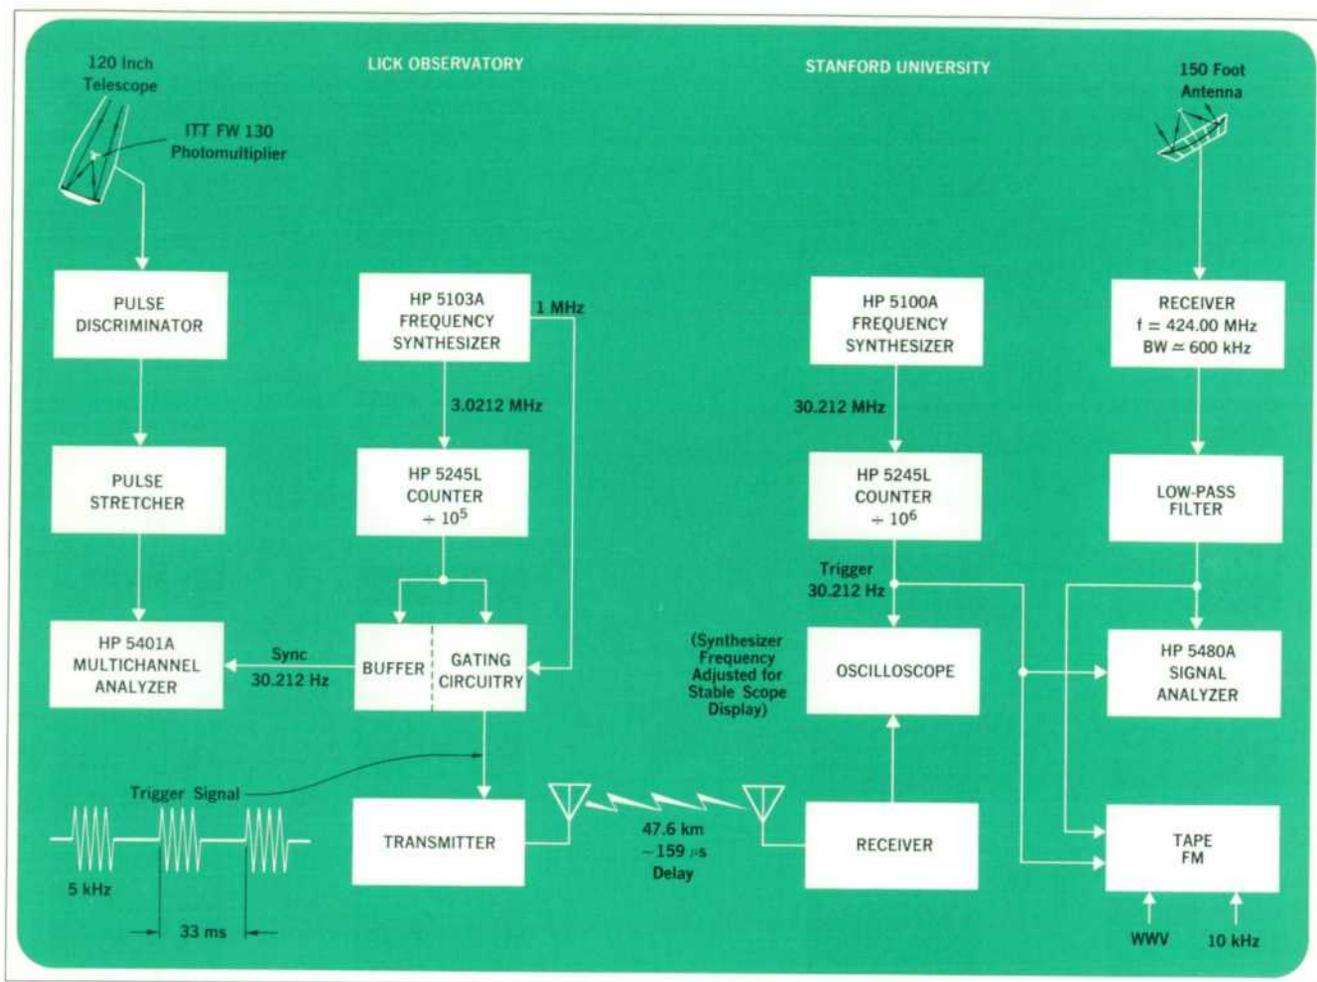 LICK OBSERVATORY
STANFORD UNIVERSITY
120 Inch
Telescope
ITT FW 130
Photomultiplier
150 Foot
Antenna
PULSE
DISCRIMINATOR
HP 5103A
FREQUENCY
SYNTHESIZER
1 MHz
HP 5100A
FREQUENCY
SYNTHESIZER
RECEIVER
f = 424.00 MHz
BW ≃ 600 kHz
3.0212 MHz
30.212 MHz
PULSE
STRETCHER
HP 5245L
COUNTER
÷ 10⁵
HP 5245L
COUNTER
÷ 10⁶
LOW-PASS
FILTER
Trigger
30.212 Hz
HP 5401A
MULTICHANNEL
ANALYZER
Sync
30.212 Hz
BUFFER
GATING
CIRCUITRY
(Synthesizer
Frequency
Adjusted for
Stable Scope
Display)
OSCILLOSCOPE
HP 5480A
SIGNAL
ANALYZER
Trigger Signal
5 kHz
33 ms
TRANSMITTER
47.6 km
~159 μs
Delay
RECEIVER
TAPE
FM
WWV
10 kHz